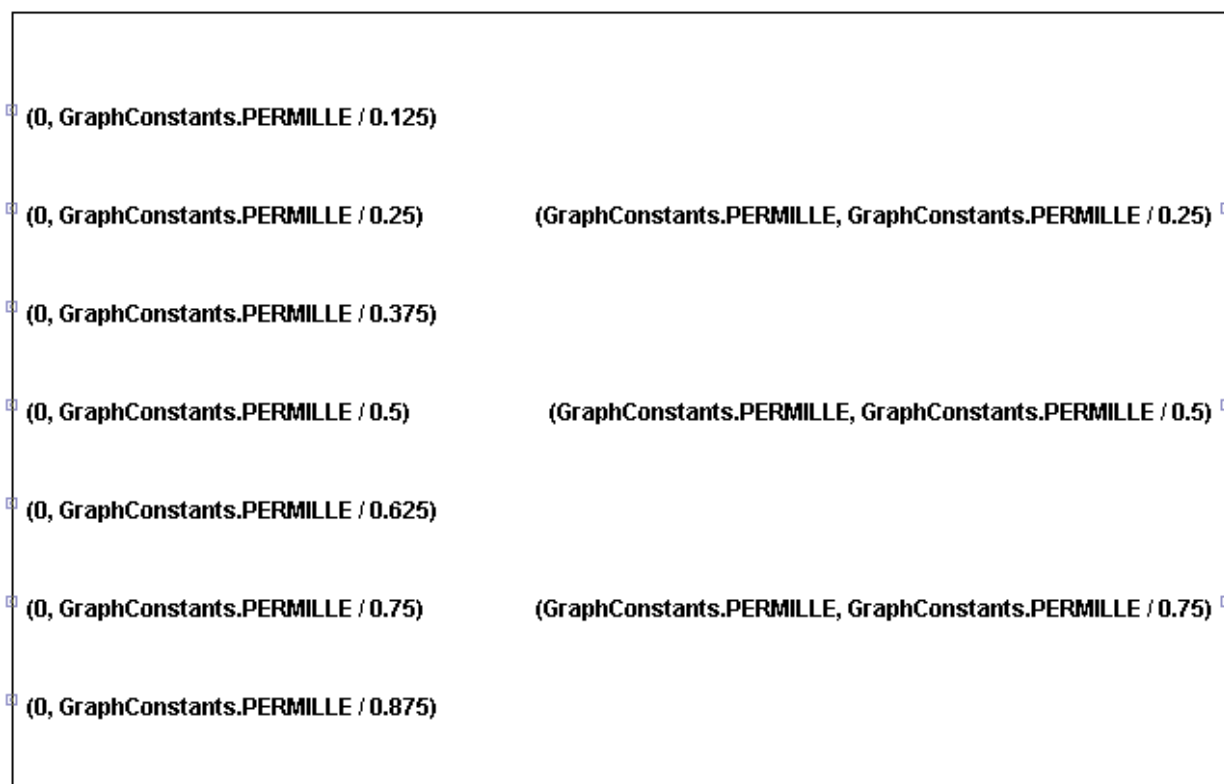 (0, GraphConstants.PERMILLE / 0.125)
(0, GraphConstants.PERMILLE / 0.25) (GraphConstants.PERMILLE, GraphConstants.PERMILLE / 0.25)
(0, GraphConstants.PERMILLE / 0.375)
(0, GraphConstants.PERMILLE / 0.5) (GraphConstants.PERMILLE, GraphConstants.PERMILLE / 0.5)
(0, GraphConstants.PERMILLE / 0.625)
(0, GraphConstants.PERMILLE / 0.75) (GraphConstants.PERMILLE, GraphConstants.PERMILLE / 0.75)
(0, GraphConstants.PERMILLE / 0.875)